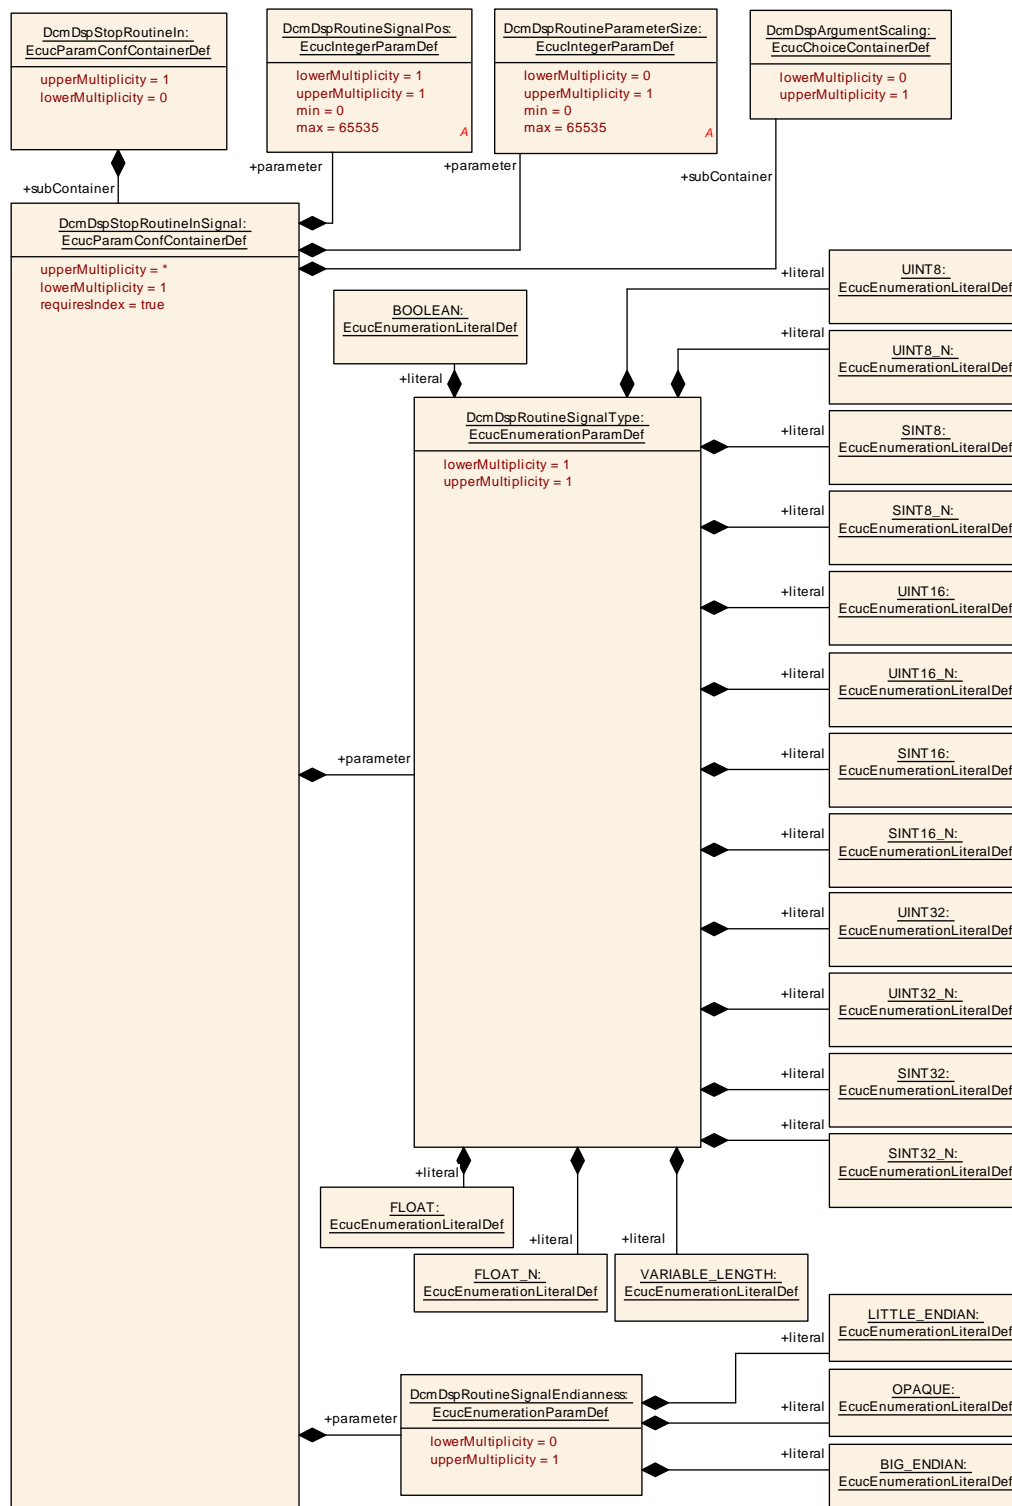 DcmDspStopRoutineIn:
EcucParamConfContainerDef
upperMultiplicity = 1
lowerMultiplicity = 0
DcmDspRoutineSignalPos:
EcucIntegerParamDef
lowerMultiplicity = 1
upperMultiplicity = 1
min = 0
max = 65535
A
DcmDspRoutineParameterSize:
EcucIntegerParamDef
lowerMultiplicity = 0
upperMultiplicity = 1
min = 0
max = 65535
A
DcmDspArgumentScaling:
EcucChoiceContainerDef
lowerMultiplicity = 0
upperMultiplicity = 1
+subContainer
+parameter
+parameter
+subContainer
DcmDspStopRoutineInSignal:
EcucParamConfContainerDef
upperMultiplicity = *
lowerMultiplicity = 1
requiresIndex = true
BOOLEAN:
EcucEnumerationLiteralDef
+literal
DcmDspRoutineSignalType:
EcucEnumerationParamDef
lowerMultiplicity = 1
upperMultiplicity = 1
+parameter
+literal
UINT8:
EcucEnumerationLiteralDef
+literal
UINT8_N:
EcucEnumerationLiteralDef
+literal
SINT8:
EcucEnumerationLiteralDef
+literal
SINT8_N:
EcucEnumerationLiteralDef
+literal
UINT16:
EcucEnumerationLiteralDef
+literal
UINT16_N:
EcucEnumerationLiteralDef
+literal
SINT16:
EcucEnumerationLiteralDef
+literal
SINT16_N:
EcucEnumerationLiteralDef
+literal
UINT32:
EcucEnumerationLiteralDef
+literal
UINT32_N:
EcucEnumerationLiteralDef
+literal
SINT32:
EcucEnumerationLiteralDef
+literal
SINT32_N:
EcucEnumerationLiteralDef
+literal
FLOAT:
EcucEnumerationLiteralDef
+literal
FLOAT_N:
EcucEnumerationLiteralDef
+literal
VARIABLE_LENGTH:
EcucEnumerationLiteralDef
+parameter
DcmDspRoutineSignalEndianness:
EcucEnumerationParamDef
lowerMultiplicity = 0
upperMultiplicity = 1
+literal
LITTLE_ENDIAN:
EcucEnumerationLiteralDef
+literal
OPAQUE:
EcucEnumerationLiteralDef
+literal
BIG_ENDIAN:
EcucEnumerationLiteralDef